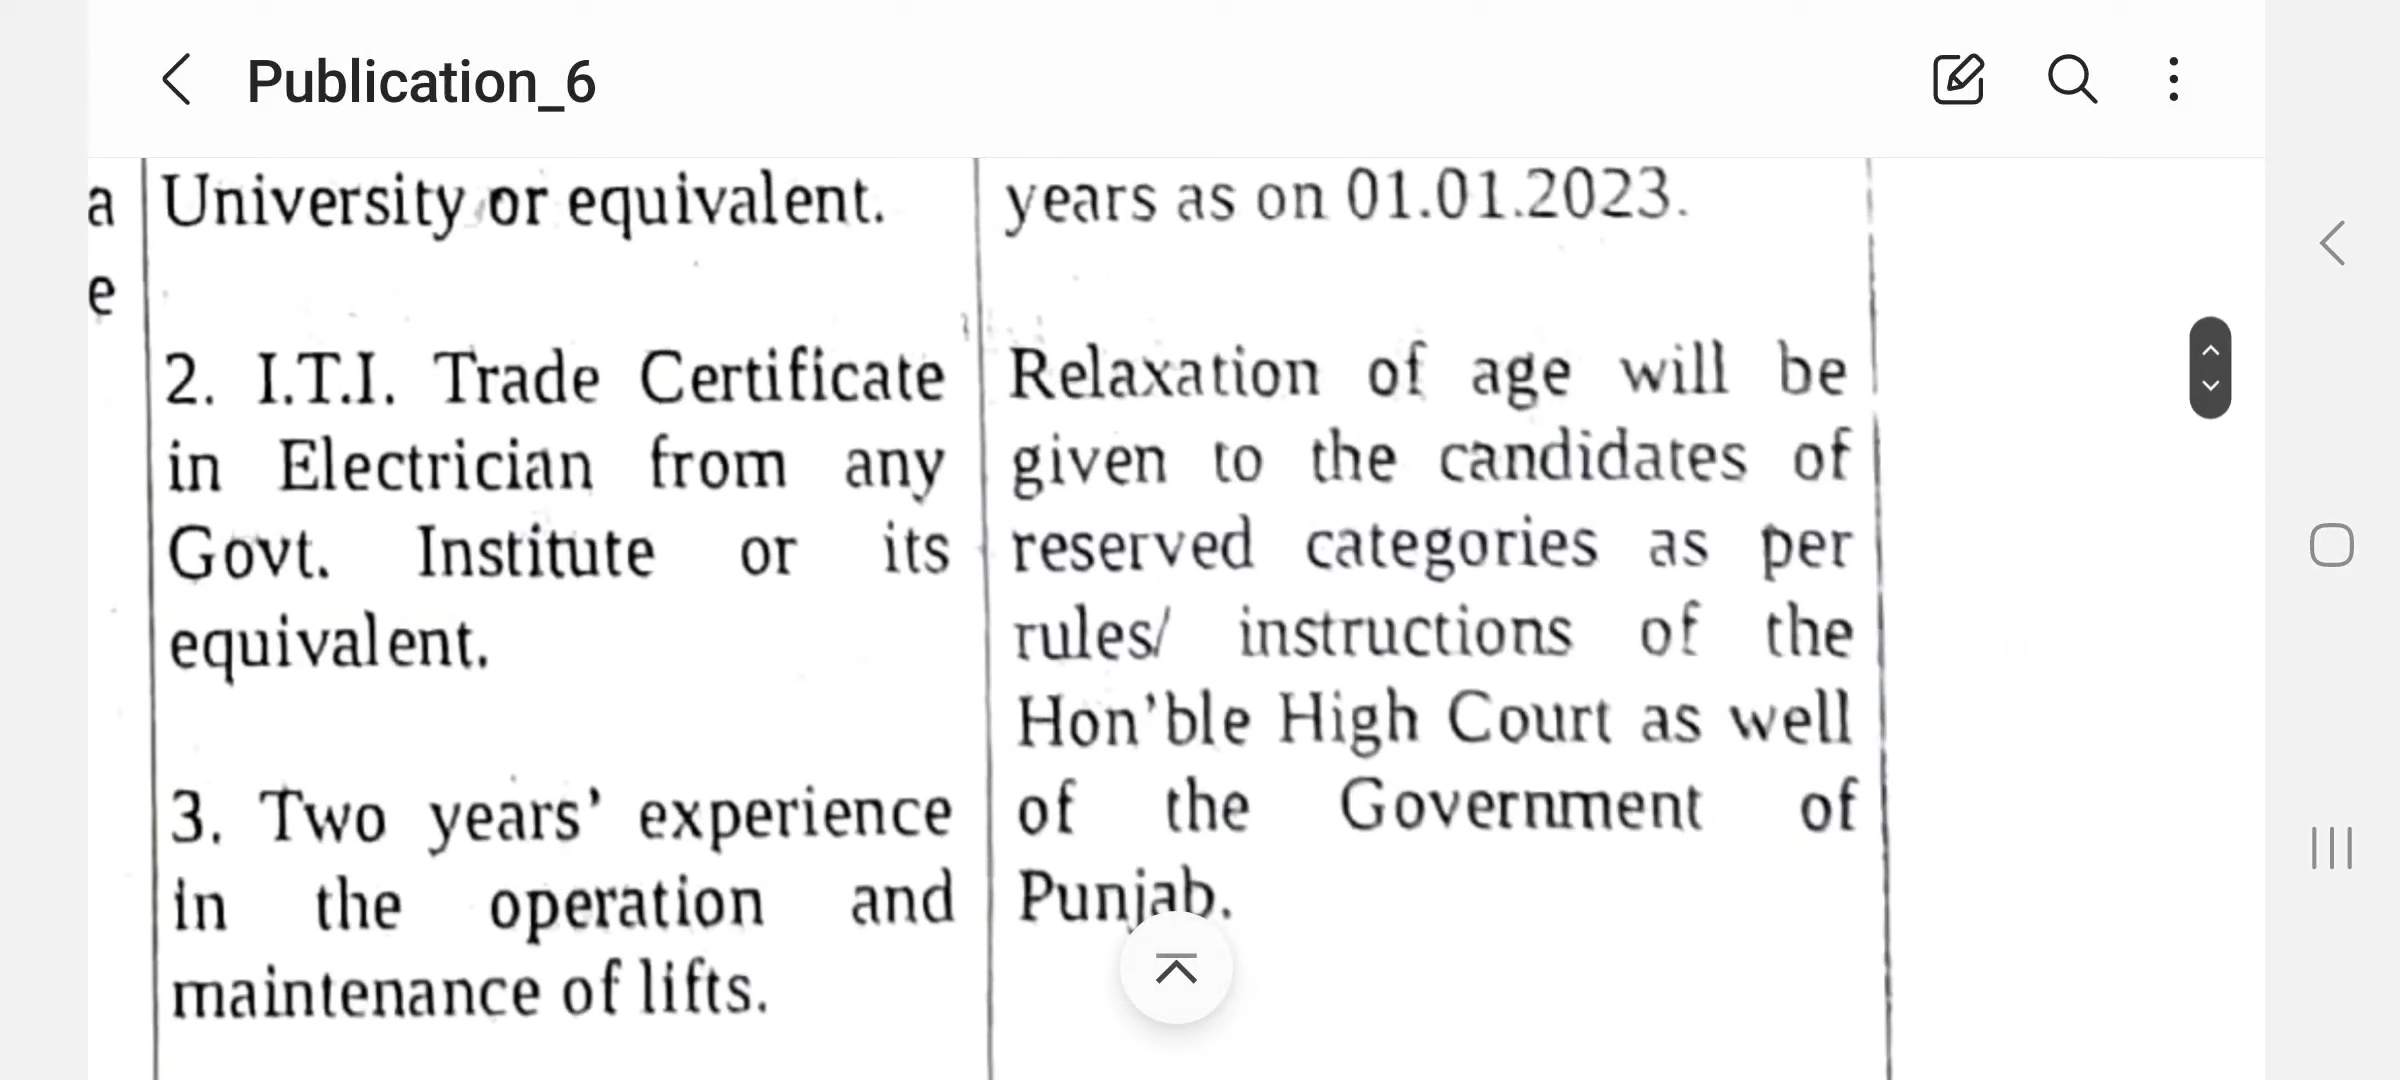 Publication_6
a
e
University or equivalent.
2. I.T.I. Trade Certificate
in Electrician from any
Govt. Institute or its
equivalent.
3. Two years’ experience
in the operation and
maintenance of lifts.
years as on 01.01.2023.
Relaxation of age will be
given to the candidates of
reserved categories as per
rules/ instructions of the
Hon’ble High Court as well
of the Government of
Punjab.